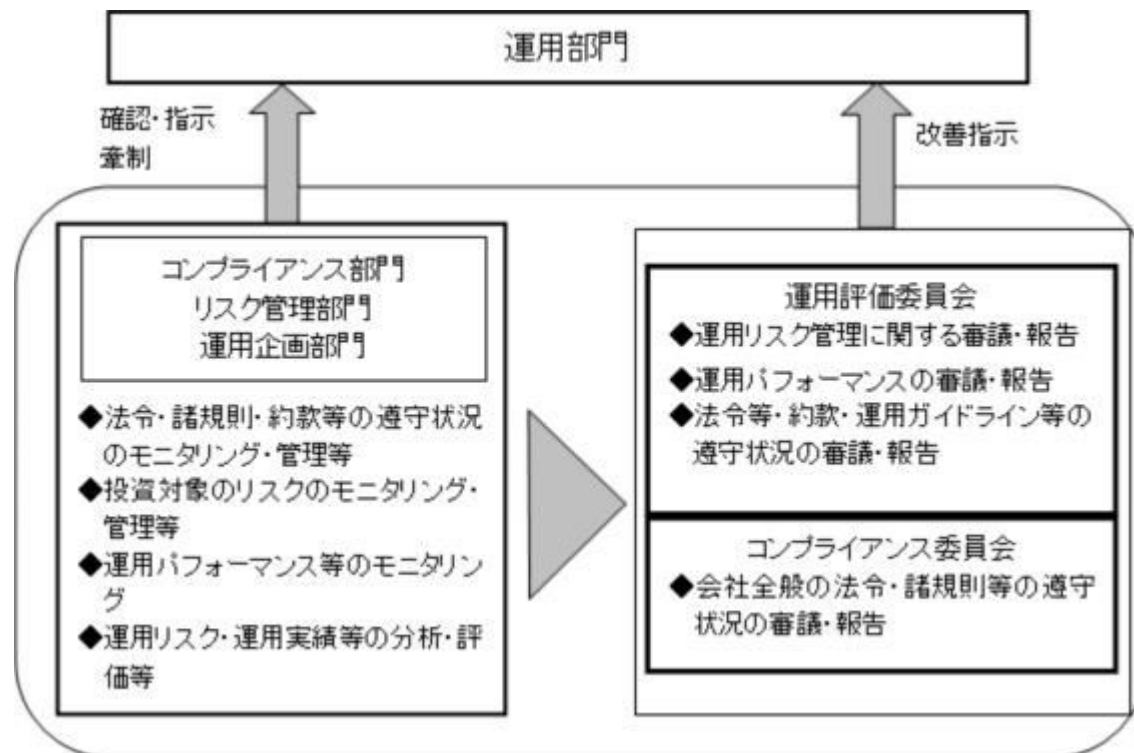 運用部門
確認・指示
牽制
改善指示
コンプライアンス部門
リスク管理部門
運用企画部門
◆法令・諸規則・約款等の遵守状況
のモニタリング・管理等
◆投資対象のリスクのモニタリング・
管理等
◆運用パフォーマンス等のモニタリン
グ
◆運用リスク・運用実績等の分析・評
価等
運用評価委員会
◆運用リスク管理に関する審議・報告
◆運用パフォーマンスの審議・報告
◆法令等・約款・運用ガイドライン等の
遵守状況の審議・報告
コンプライアンス委員会
◆会社全般の法令・諸規則等の遵守
状況の審議・報告